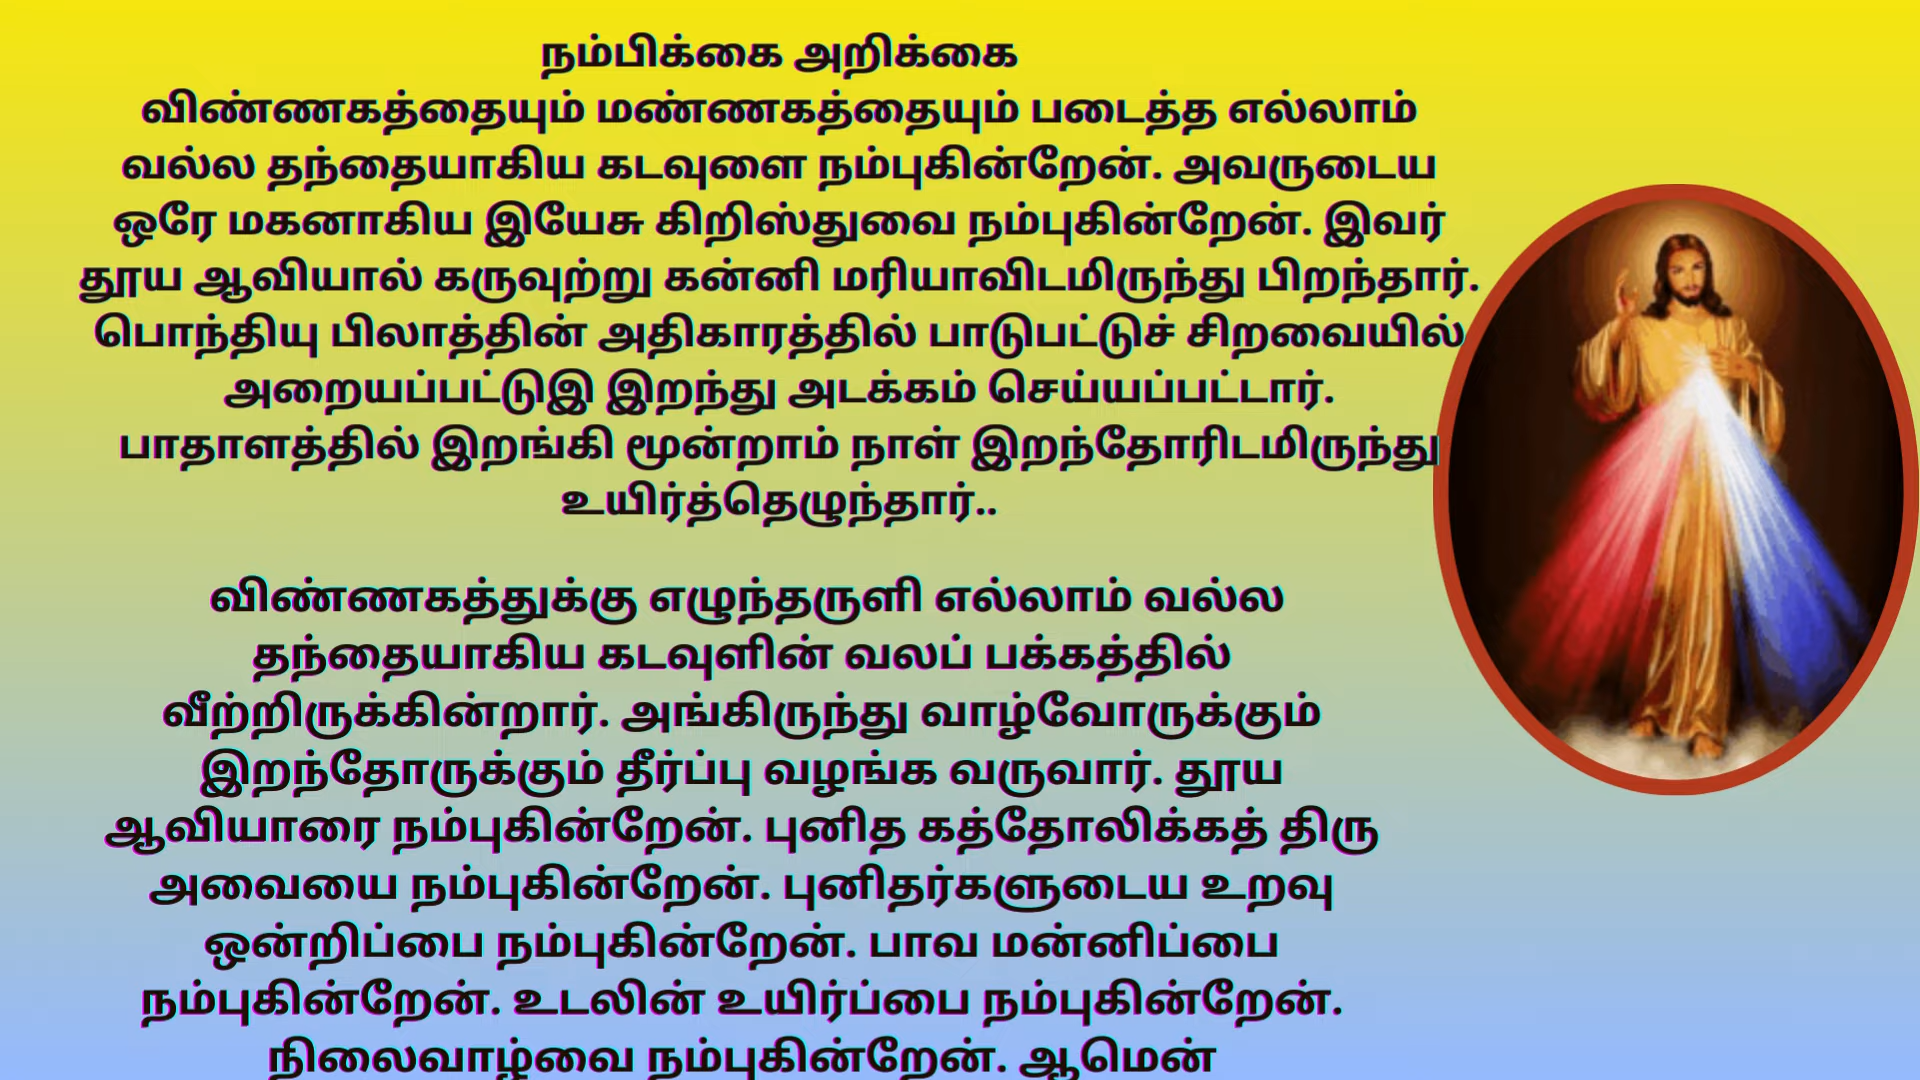 நம்பிக்கை அறிக்கை
விண்ணகத்தையும் மண்ணகத்தையும் படைத்த எல்லாம்
வல்ல தந்தையாகிய கடவுளை நம்புகின்றேன். அவருடைய
ஒரே மகனாகிய இயேசு கிறிஸ்துவை நம்புகின்றேன். இவர்
தூய ஆவியால் கருவுற்று கன்னி மரியாவிடமிருந்து பிறந்தார்.
பொந்தியு பிலாத்தின் அதிகாரத்தில் பாடுபட்டுச் சிறவையில்
அறையப்பட்டுஇ இறந்து அடக்கம் செய்யப்பட்டார்.
பாதாளத்தில் இறங்கி மூன்றாம் நாள் இறந்தோரிடமிருந்து
உயிர்த்தெழுந்தார்..
விண்ணகத்துக்கு எழுந்தருளி எல்லாம் வல்ல
தந்தையாகிய கடவுளின் வலப் பக்கத்தில்
வீற்றிருக்கின்றார். அங்கிருந்து வாழ்வோருக்கும்
இறந்தோருக்கும் தீர்ப்பு வழங்க வருவார். தூய
ஆவியாரை நம்புகின்றேன். புனித கத்தோலிக்கத் திரு
அவையை நம்புகின்றேன். புனிதர்களுடைய உறவு
ஒன்றிப்பை நம்புகின்றேன். பாவ மன்னிப்பை
நம்புகின்றேன். உடலின் உயிர்ப்பை நம்புகின்றேன்.
நிலைவாழ்வை நம்புகின்றேன். ஆமென்